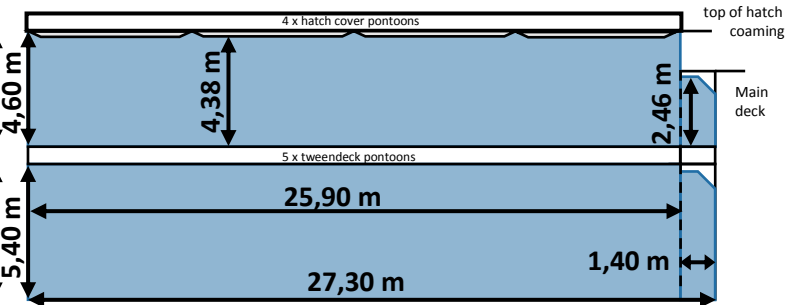 4 x hatch cover pontoons
top of hatch
coaming
4,60 m
4,38 m
2,46 m
Main
deck
5 x tweendeck pontoons
5,40 m
25,90 m
1,40 m
27,30 m